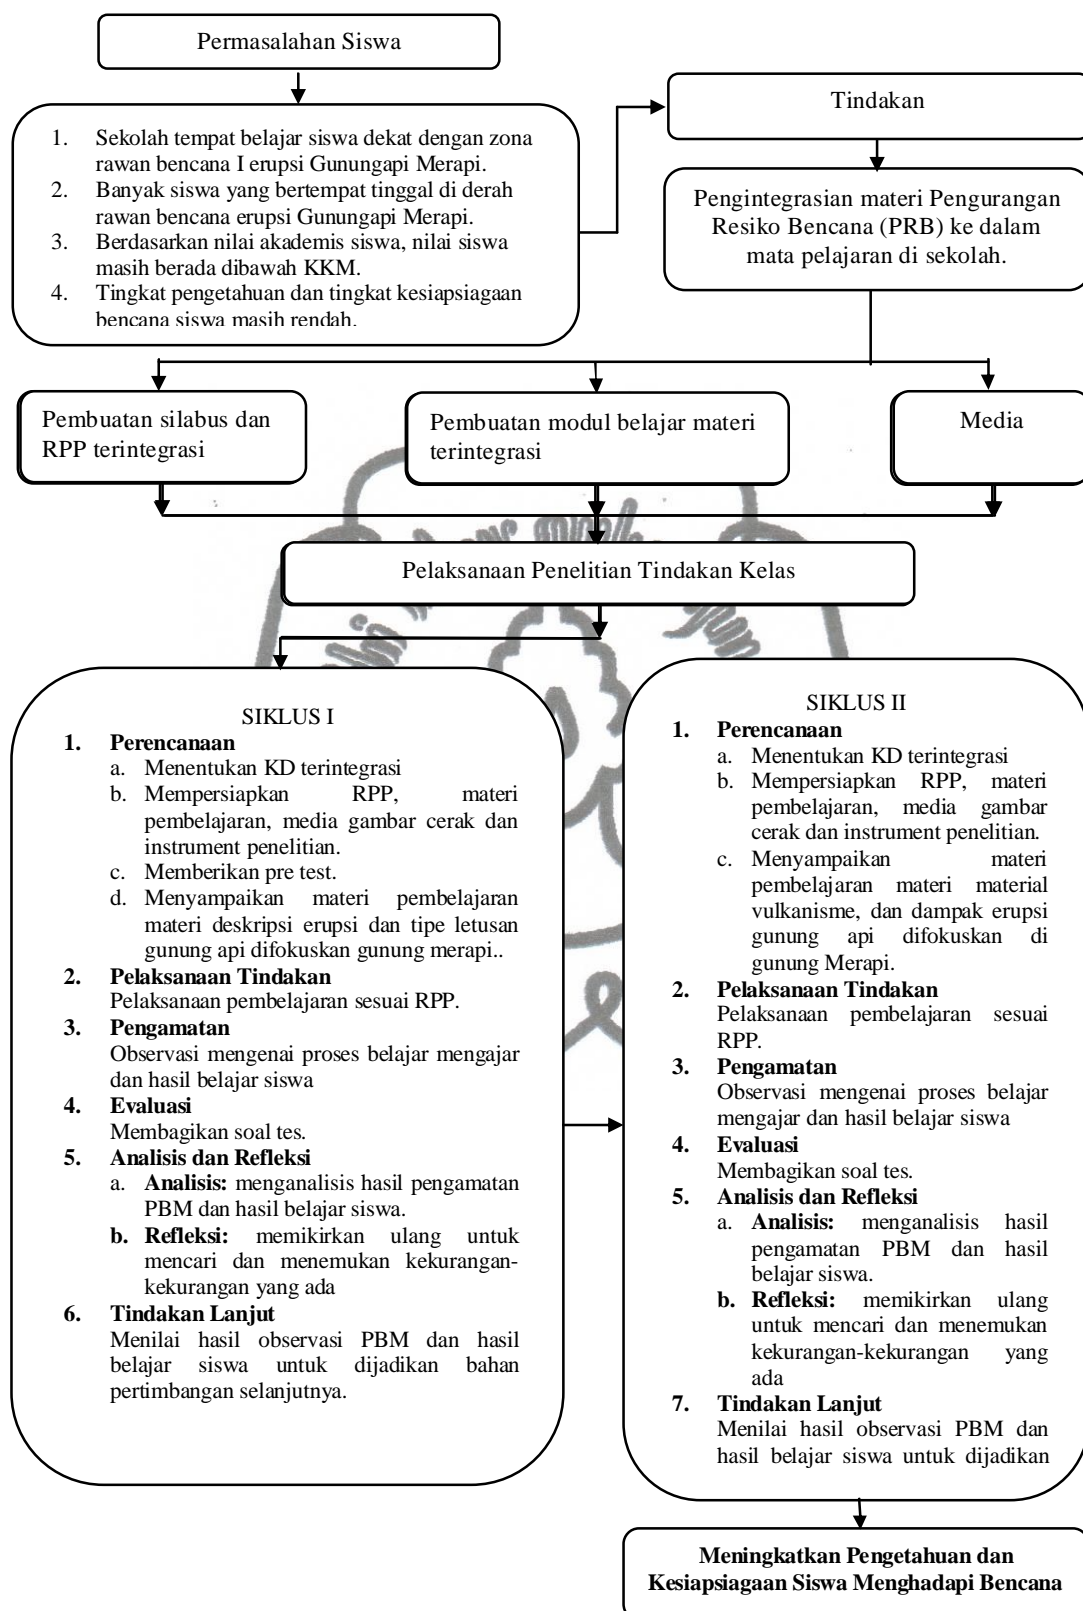 Permasalahan Siswa
1. Sekolah tempat belajar siswa dekat dengan zona
rawan bencana I erupsi Gunungapi Merapi.
2. Banyak siswa yang bertempat tinggal di derah
rawan bencana erupsi Gunungapi Merapi.
3. Berdasarkan nilai akademis siswa, nilai siswa
masih berada dibawah KKM.
4. Tingkat pengetahuan dan tingkat kesiapsiagaan
bencana siswa masih rendah.
Tindakan
Pengintegrasian materi Pengurangan
Resiko Bencana (PRB) ke dalam
mata pelajaran di sekolah.
Pembuatan silabus dan
RPP terintegrasi
Pembuatan modul belajar materi
terintegrasi
Media
Pelaksanaan Penelitian Tindakan Kelas
SIKLUS I
1. Perencanaan
a. Menentukan KD terintegrasi
b. Mempersiapkan RPP, materi
pembelajaran, media gambar cerak dan
instrument penelitian.
c. Memberikan pre test.
d. Menyampaikan materi pembelajaran
materi deskripsi erupsi dan tipe letusan
gunung api difokuskan gunung merapi..
2. Pelaksanaan Tindakan
Pelaksanaan pembelajaran sesuai RPP.
3. Pengamatan
Observasi mengenai proses belajar mengajar
dan hasil belajar siswa
4. Evaluasi
Membagikan soal tes.
5. Analisis dan Refleksi
a. Analisis: menganalisis hasil pengamatan
PBM dan hasil belajar siswa.
b. Refleksi: memikirkan ulang untuk
mencari dan menemukan kekurangan-
kekurangan yang ada
6. Tindakan Lanjut
Menilai hasil observasi PBM dan hasil
belajar siswa untuk dijadikan bahan
pertimbangan selanjutnya.
SIKLUS II
1. Perencanaan
a. Menentukan KD terintegrasi
b. Mempersiapkan RPP, materi
pembelajaran, media gambar
cerak dan instrument penelitian.
c. Menyampaikan materi
pembelajaran materi material
vulkanisme, dan dampak erupsi
gunung api difokuskan di
gunung Merapi.
2. Pelaksanaan Tindakan
Pelaksanaan pembelajaran sesuai
RPP.
3. Pengamatan
Observasi mengenai proses belajar
mengajar dan hasil belajar siswa
4. Evaluasi
Membagikan soal tes.
5. Analisis dan Refleksi
a. Analisis: menganalisis hasil
pengamatan PBM dan hasil
belajar siswa.
b. Refleksi: memikirkan ulang
untuk mencari dan menemukan
kekurangan-kekurangan yang
ada
7. Tindakan Lanjut
Menilai hasil observasi PBM dan
hasil belajar siswa untuk dijadikan
Meningkatkan Pengetahuan dan
Kesiapsiagaan Siswa Menghadapi Bencana